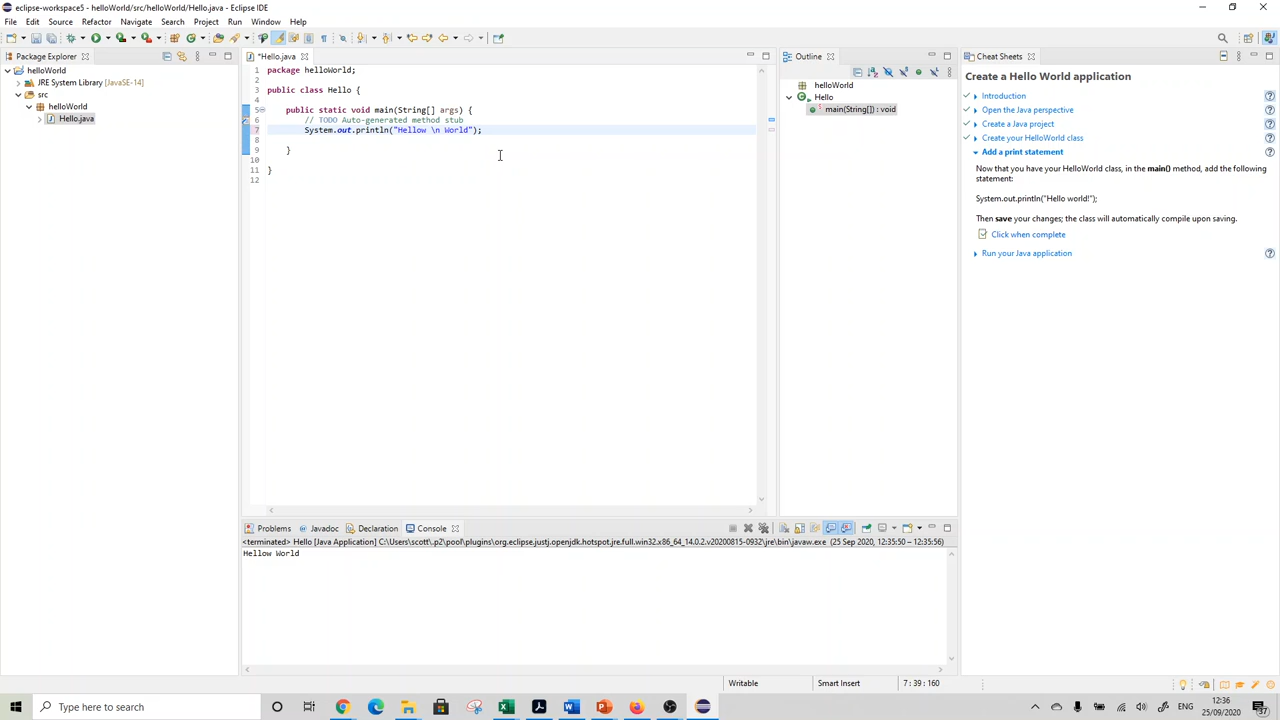 eclipse-workspace5 - helloWorld/src/helloWorld/Hello.java - Eclipse IDE
File Edit Source Refactor Navigate Search Project Run Window Help
Package Explorer
helloWorld
JRE System Library [JavaSE-14]
src
helloWorld
Hello.java
*Hello.java
1 package helloWorld;
2
3 public class Hello {
4
5 public static void main(String[] args) {
6 // TODO Auto-generated method stub
7 System.out.println("Hellow \n World");
8
9 }
10
11 }
12
Outline
helloWorld
Hello
main(String[]) : void
Cheat Sheets
Create a Hello World application
Introduction
Open the Java perspective
Create a Java project
Create your HelloWorld class
Add a print statement
Now that you have your HelloWorld class, in the main() method, add the following
statement:
System.out.println("Hello world!");
Then save your changes; the class will automatically compile upon saving.
Click when complete
Run your Java application
Problems Javadoc Declaration Console
<terminated> Hello [Java Application] C:\Users\scott\.p2\pool\plugins\org.eclipse.justj.openjdk.hotspot.jre.full.win32.x86_64_14.0.2.v20200815-0932\jre\bin\javaw.exe (25 Sep 2020, 12:35:50 – 12:35:56)
Hellow World
Writable Smart Insert 7 : 39 : 160
Type here to search
ENG
12:36
25/09/2020